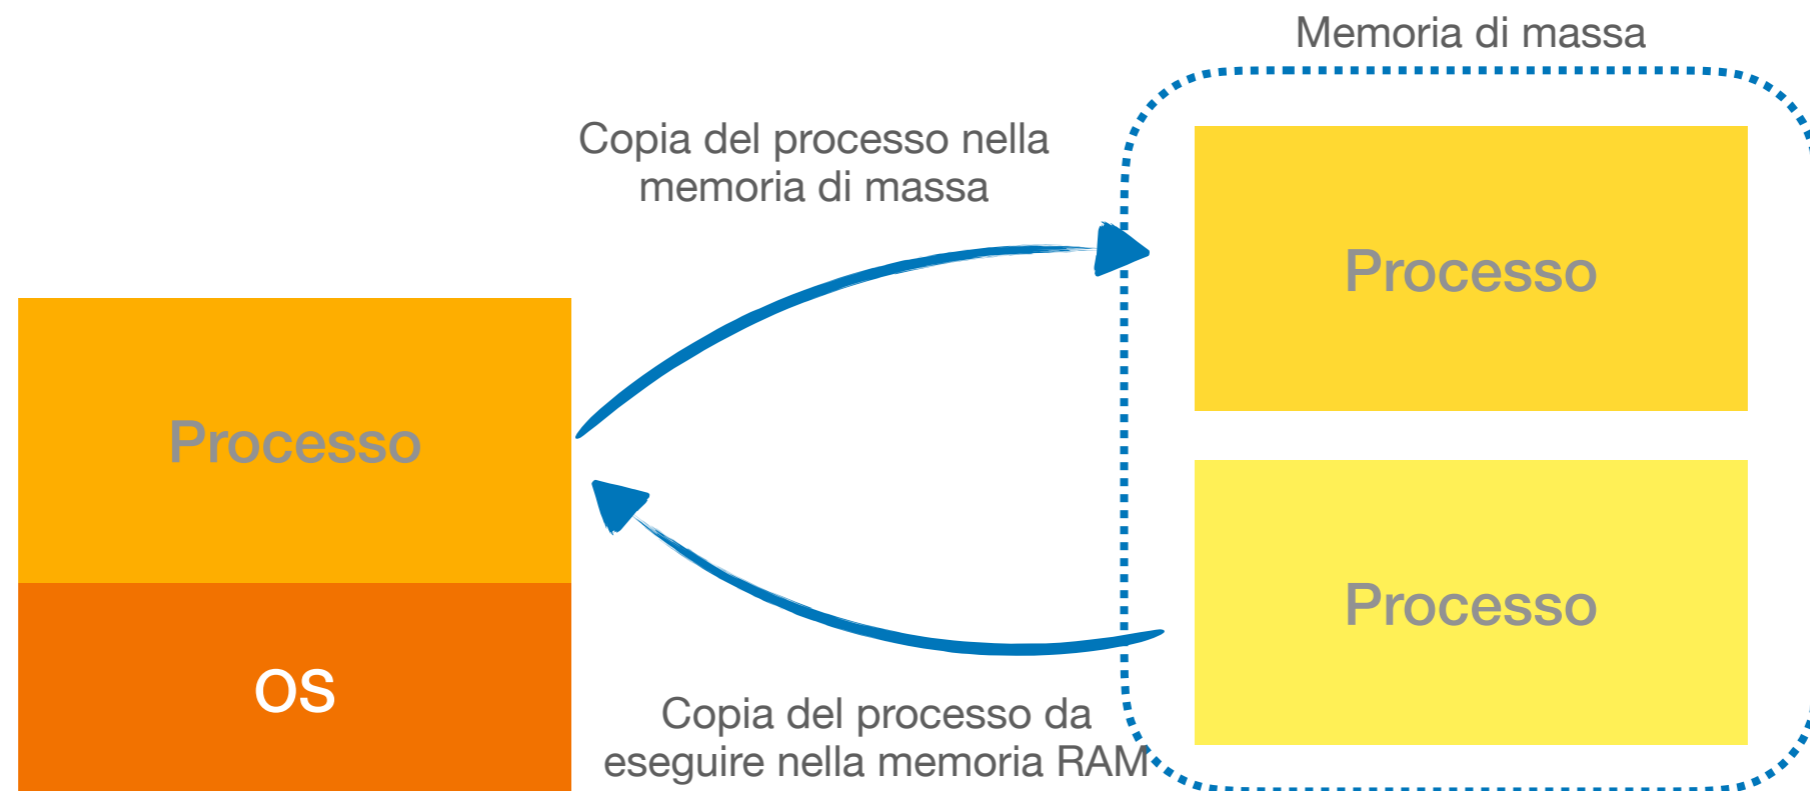 Memoria di massa
Copia del processo nella
memoria di massa
Processo
Processo
Processo
OS
Copia del processo da
eseguire nella memoria RAM